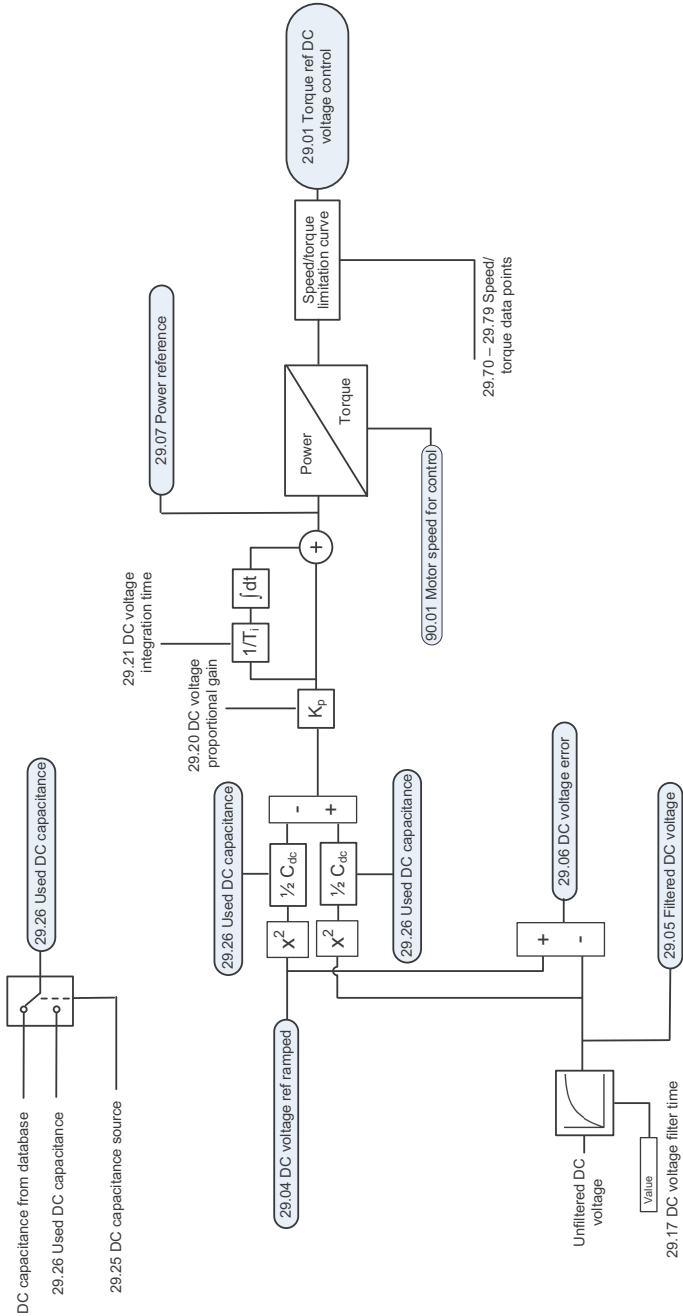 DC capacitance from database
29.26 Used DC capacitance
29.25 DC capacitance source
29.26 Used DC capacitance
29.21 DC voltage
integration time
29.20 DC voltage
proportional gain
29.07 Power reference
29.26 Used DC capacitance
29.04 DC voltage ref ramped
x²
½ Cdc
-
x²
½ Cdc
+
29.26 Used DC capacitance
Kp
1/Ti
∫dt
+
Power
Torque
Speed/torque
limitation curve
29.01 Torque ref DC
voltage control
90.01 Motor speed for control
29.70 – 29.79 Speed/
torque data points
Unfiltered DC
voltage
Value
29.17 DC voltage filter time
+
-
29.06 DC voltage error
29.05 Filtered DC voltage